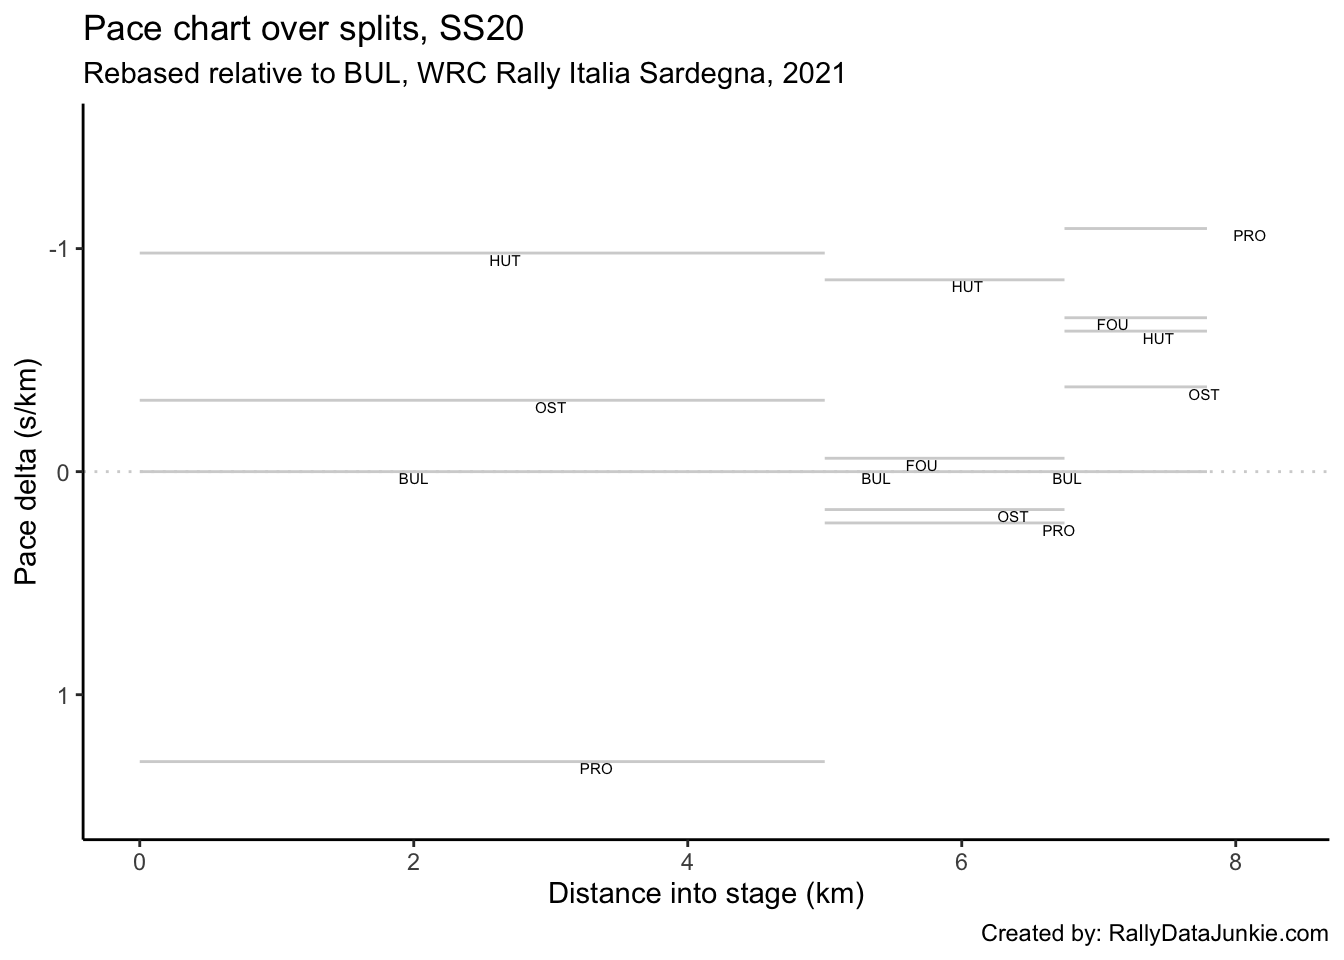 Pace chart over splits, SS20
Rebased relative to BUL, WRC Rally Italia Sardegna, 2021
Pace delta (s/km)
-1
0
1
PRO
HUT
HUT
FOU
HUT
OST
OST
FOU
BUL
BUL
BUL
OST
PRO
PRO
0
2
4
6
8
Distance into stage (km)
Created by: RallyDataJunkie.com